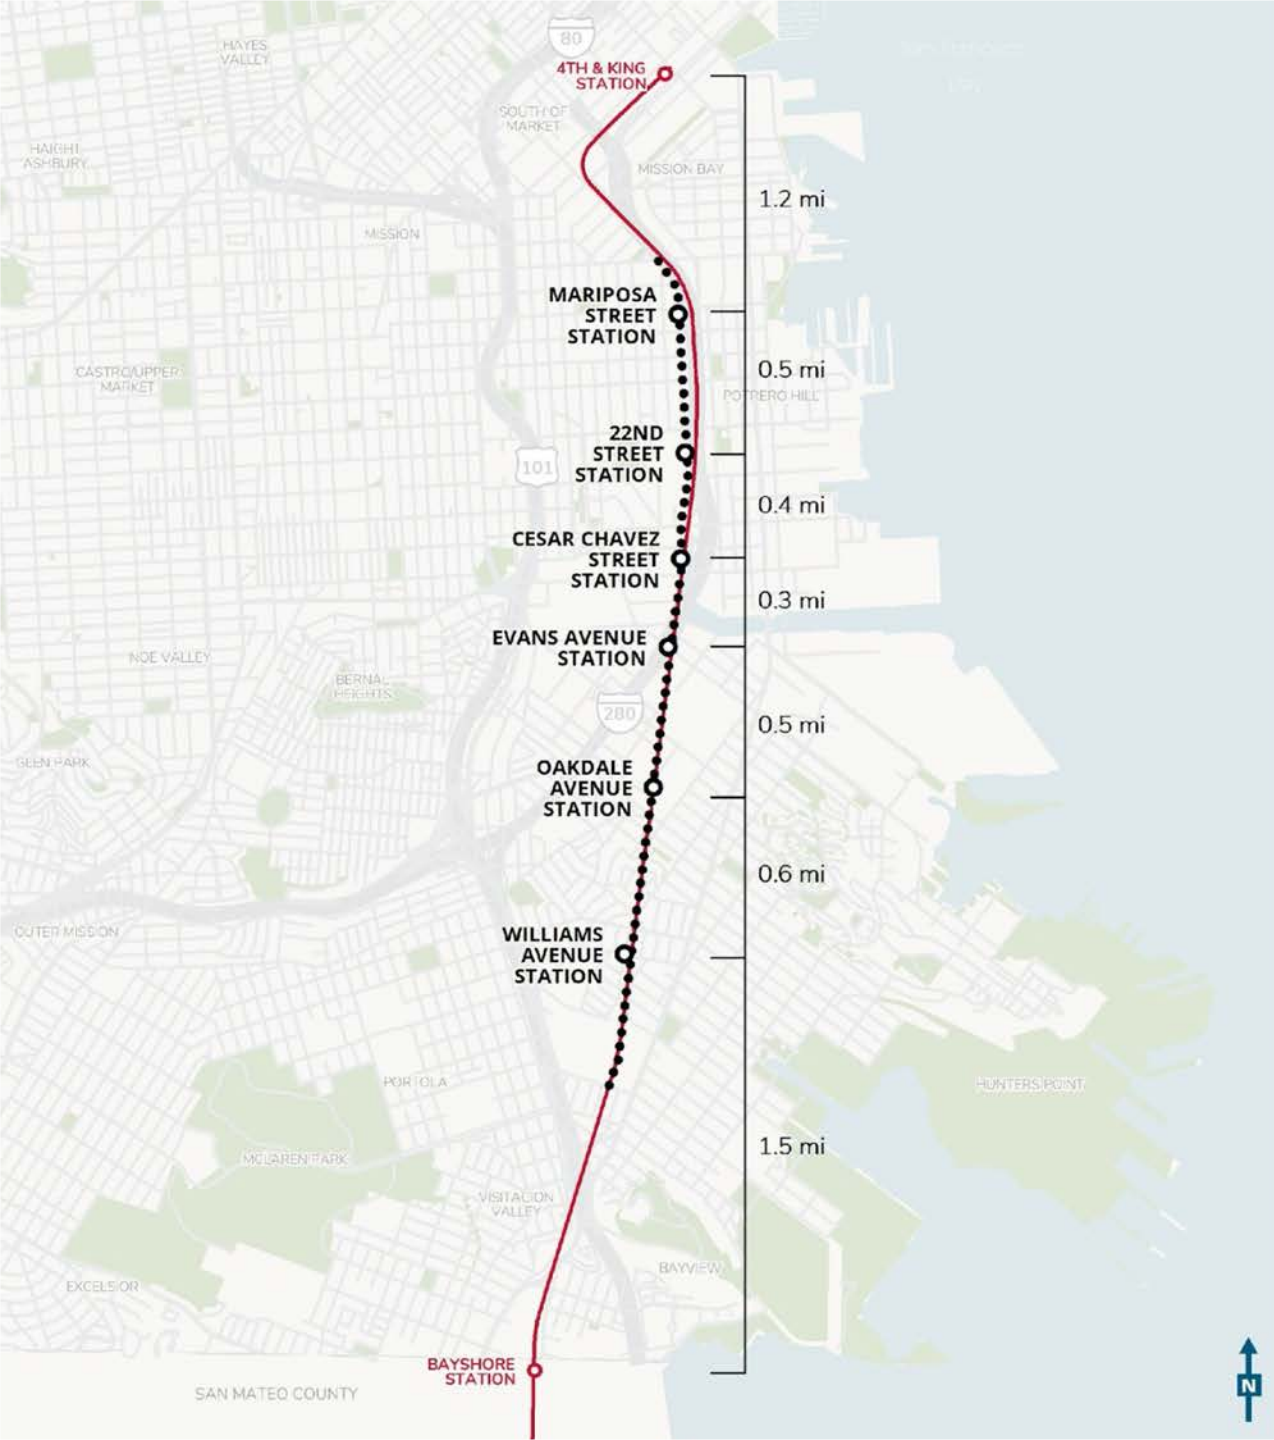 80
HAYES
VALLEY
4TH & KING
STATION
SOUTH OF
MARKET
HAIGHT
ASHBURY
MISSION BAY
1.2 mi
MISSION
MARIPOSA
STREET
STATION
0.5 mi
CASTRO/UPPER
MARKET
POTRERO HILL
22ND
STREET
STATION
101
0.4 mi
CESAR CHAVEZ
STREET
STATION
0.3 mi
EVANS AVENUE
STATION
NOE VALLEY
BERNAL
HEIGHTS
280
0.5 mi
GLEN PARK
OAKDALE
AVENUE
STATION
0.6 mi
OUTER MISSION
WILLIAMS
AVENUE
STATION
PORTOLA
HUNTERS POINT
1.5 mi
MCLAREN PARK
VISITACION
VALLEY
BAYVIEW
EXCELSIOR
BAYSHORE
STATION
SAN MATEO COUNTY
N